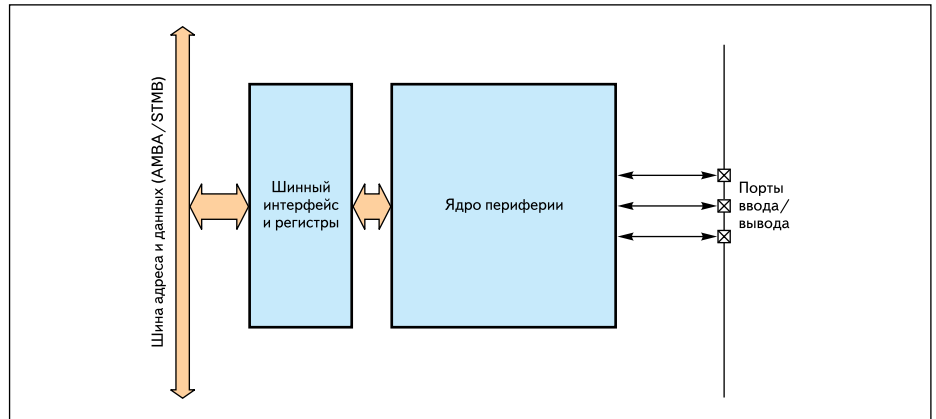 Шина адреса и данных (AMBA/STMB)
Шинный
интерфейс
и регистры
Ядро периферии
Порты
ввода/
вывода